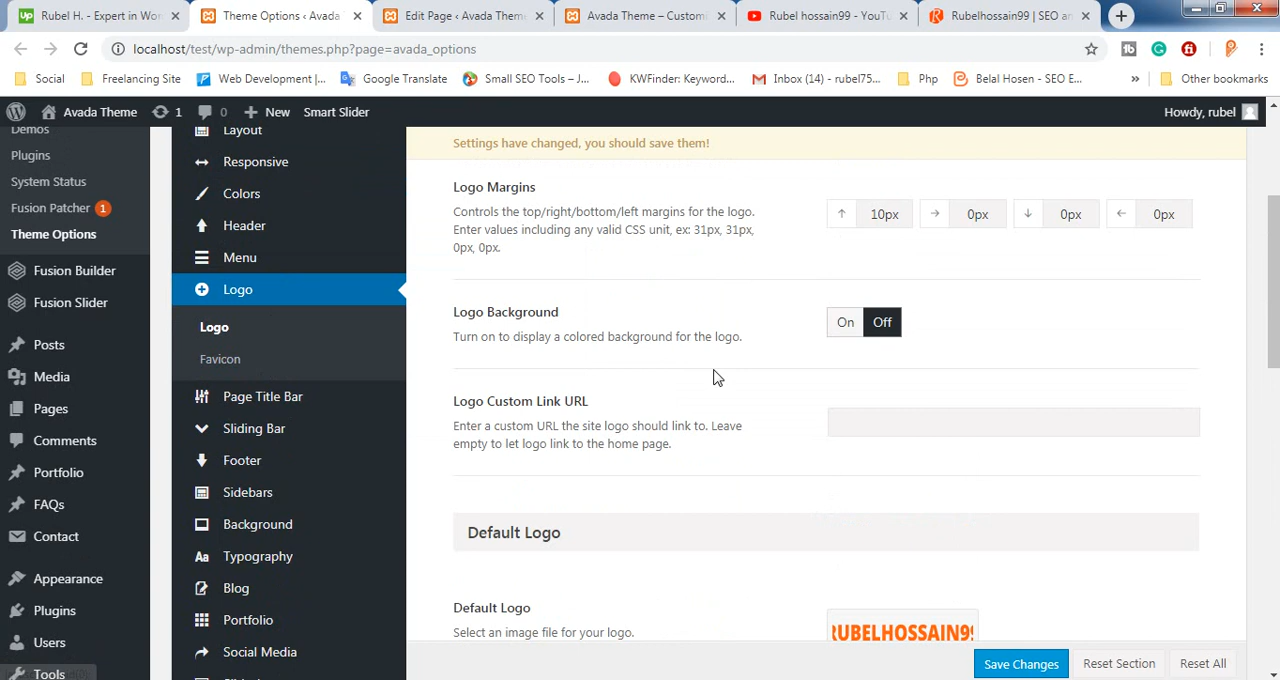 Rubel H. - Expert in Wor
Theme Options ‹ Avada
Edit Page ‹ Avada Theme
Avada Theme – Customi
Rubel hossain99 - YouTu
Rubelhossain99 | SEO an
localhost/test/wp-admin/themes.php?page=avada_options
Social
Freelancing Site
Web Development |...
Google Translate
Small SEO Tools – J...
KWFinder: Keywor...
Inbox (14) - rubel75...
Php
Belal Hosen - SEO E...
»
Other bookmarks
Avada Theme
1
0
New
Smart Slider
Howdy, rubel
Demos
Plugins
System Status
Fusion Patcher 1
Theme Options
Fusion Builder
Fusion Slider
Posts
Media
Pages
Comments
Portfolio
FAQs
Contact
Appearance
Plugins
Users
Tools
Layout
Responsive
Colors
Header
Menu
Logo
Logo
Favicon
Page Title Bar
Sliding Bar
Footer
Sidebars
Background
Typography
Blog
Portfolio
Social Media
Settings have changed, you should save them!
Logo Margins
Controls the top/right/bottom/left margins for the logo.
Enter values including any valid CSS unit, ex: 31px, 31px,
0px, 0px.
10px
0px
0px
0px
Logo Background
Turn on to display a colored background for the logo.
On
Off
Logo Custom Link URL
Enter a custom URL the site logo should link to. Leave
empty to let logo link to the home page.
Default Logo
Default Logo
Select an image file for your logo.
RUBELHOSSAIN99
Save Changes
Reset Section
Reset All